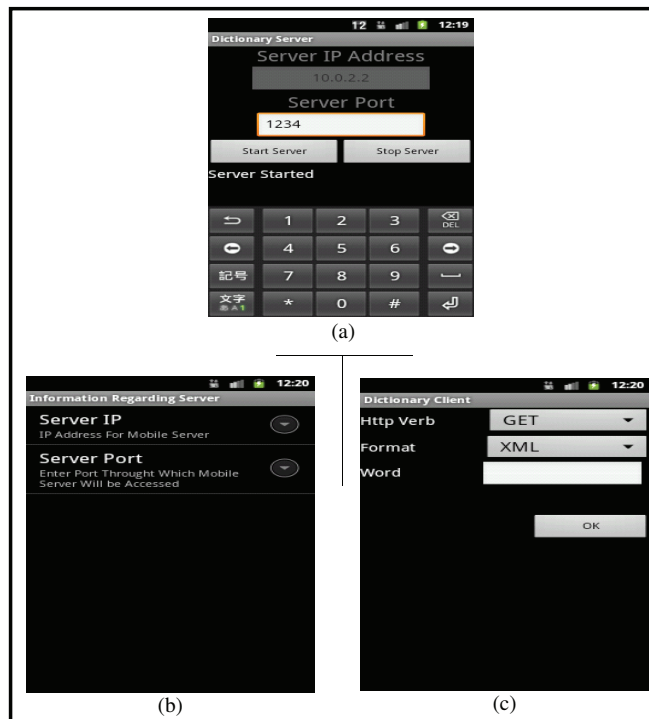 12 12:19
Dictionary Server
Server IP Address
10.0.2.2
Server Port
1234
Start Server Stop Server
Server Started
1 2 3 DEL
4 5 6
記号 7 8 9
文字 * 0 #
あA1
(a)
12:20
Information Regarding Server
Server IP
IP Address For Mobile Server
Server Port
Enter Port Throught Which Mobile
Server Will be Accessed
(b)
12:20
Dictionary Client
Http Verb GET
Format XML
Word
OK
(c)